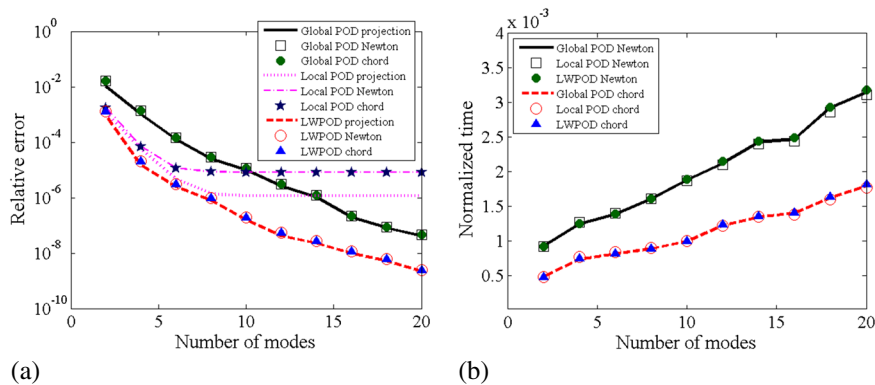 10^0
10^-2
10^-4
10^-6
10^-8
10^-10
Relative error
0 5 10 15 20
Number of modes
Global POD projection
Global POD Newton
Global POD chord
Local POD projection
Local POD Newton
Local POD chord
LWPOD projection
LWPOD Newton
LWPOD chord
(a)
x 10^-3
4
3.5
3
2.5
2
1.5
1
0.5
Normalized time
0 5 10 15 20
Number of modes
Global POD Newton
Local POD Newton
LWPOD Newton
Global POD chord
Local POD chord
LWPOD chord
(b)